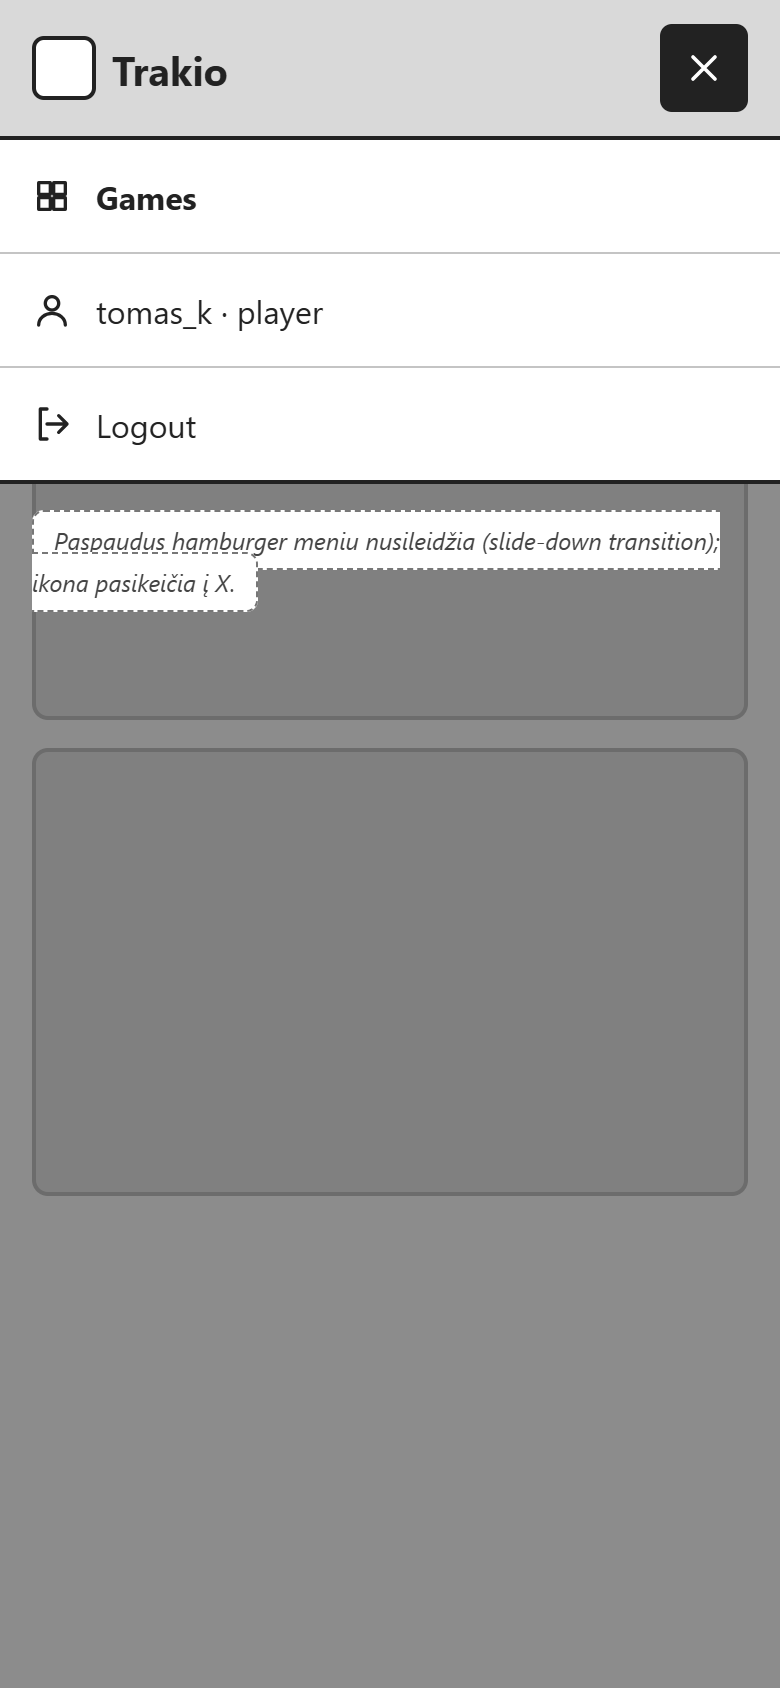 Trakio
Games
tomas_k · player
Logout
Paspaudus hamburger meniu nusileidžia (slide-down transition);
ikona pasikeičia į X.